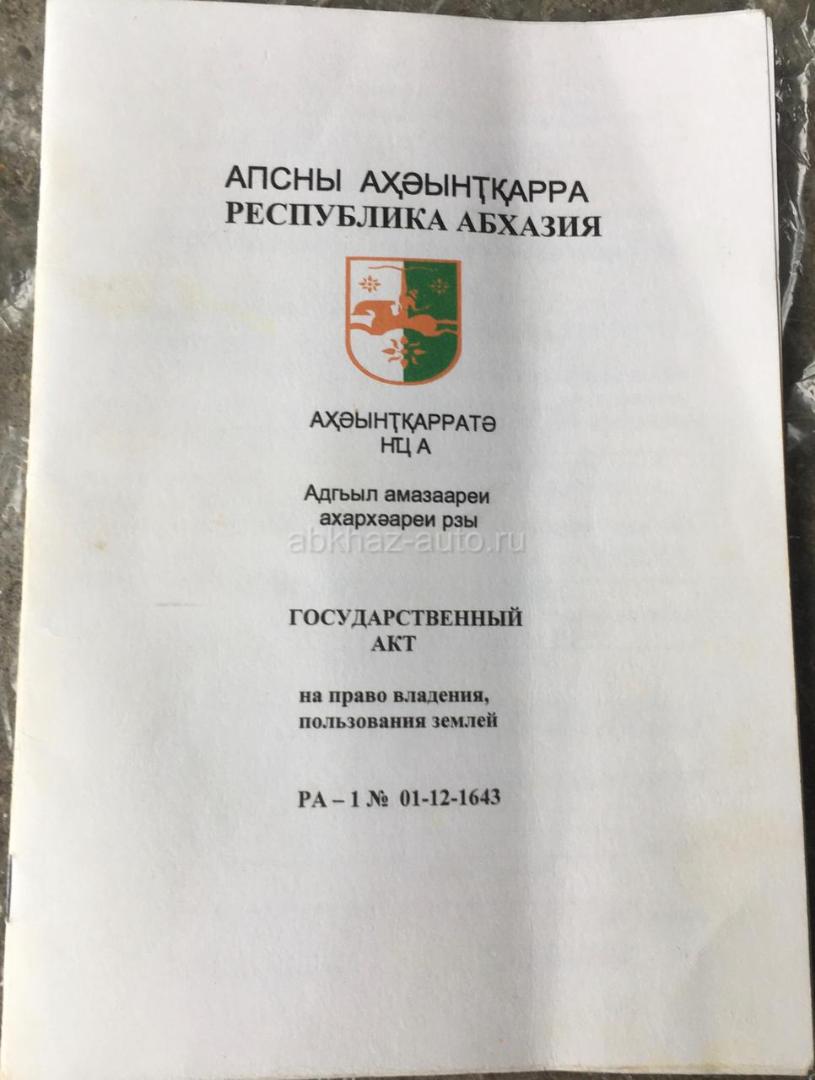 АПСНЫ АҲӘЫНҬҚАРРА
РЕСПУБЛИКА АБХАЗИЯ
АҲӘЫНҬҚАРРАТӘ
НҴ А
Адгьыл амазаареи
ахархәареи рзы
abkhaz-auto.ru
ГОСУДАРСТВЕННЫЙ
АКТ
на право владения,
пользования землей
РА – 1 № 01-12-1643